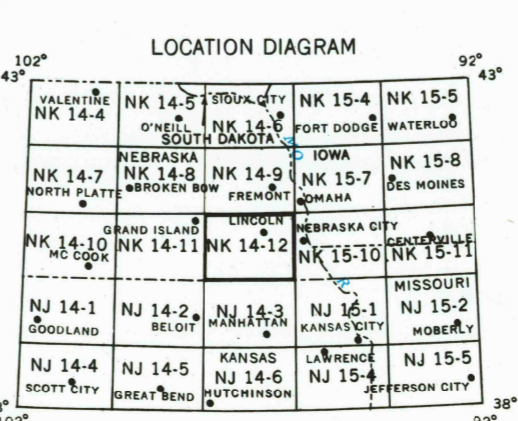 LOCATION DIAGRAM
102° 92°
43° 43°
VALENTINE
NK 14-4
NK 14-5
O'NEILL
SIOUX CITY
NK 14-6
SOUTH DAKOTA
NK 15-4
FORT DODGE
NK 15-5
WATERLOO
MO
NK 14-7
NORTH PLATTE
NEBRASKA
NK 14-8
BROKEN BOW
NK 14-9
FREMONT
IOWA
NK 15-7
OMAHA
NK 15-8
DES MOINES
NK 14-10
MC COOK
GRAND ISLAND
NK 14-11
LINCOLN
NK 14-12
NEBRASKA CITY
NK 15-10
CENTERVILLE
NK 15-11
R
MISSOURI
NJ 14-1
GOODLAND
NJ 14-2
BELOIT
NJ 14-3
MANHATTAN
NJ 15-1
KANSAS CITY
NJ 15-2
MOBERLY
NJ 14-4
SCOTT CITY
NJ 14-5
GREAT BEND
KANSAS
NJ 14-6
HUTCHINSON
LAWRENCE
NJ 15-4
NJ 15-5
JEFFERSON CITY
38°